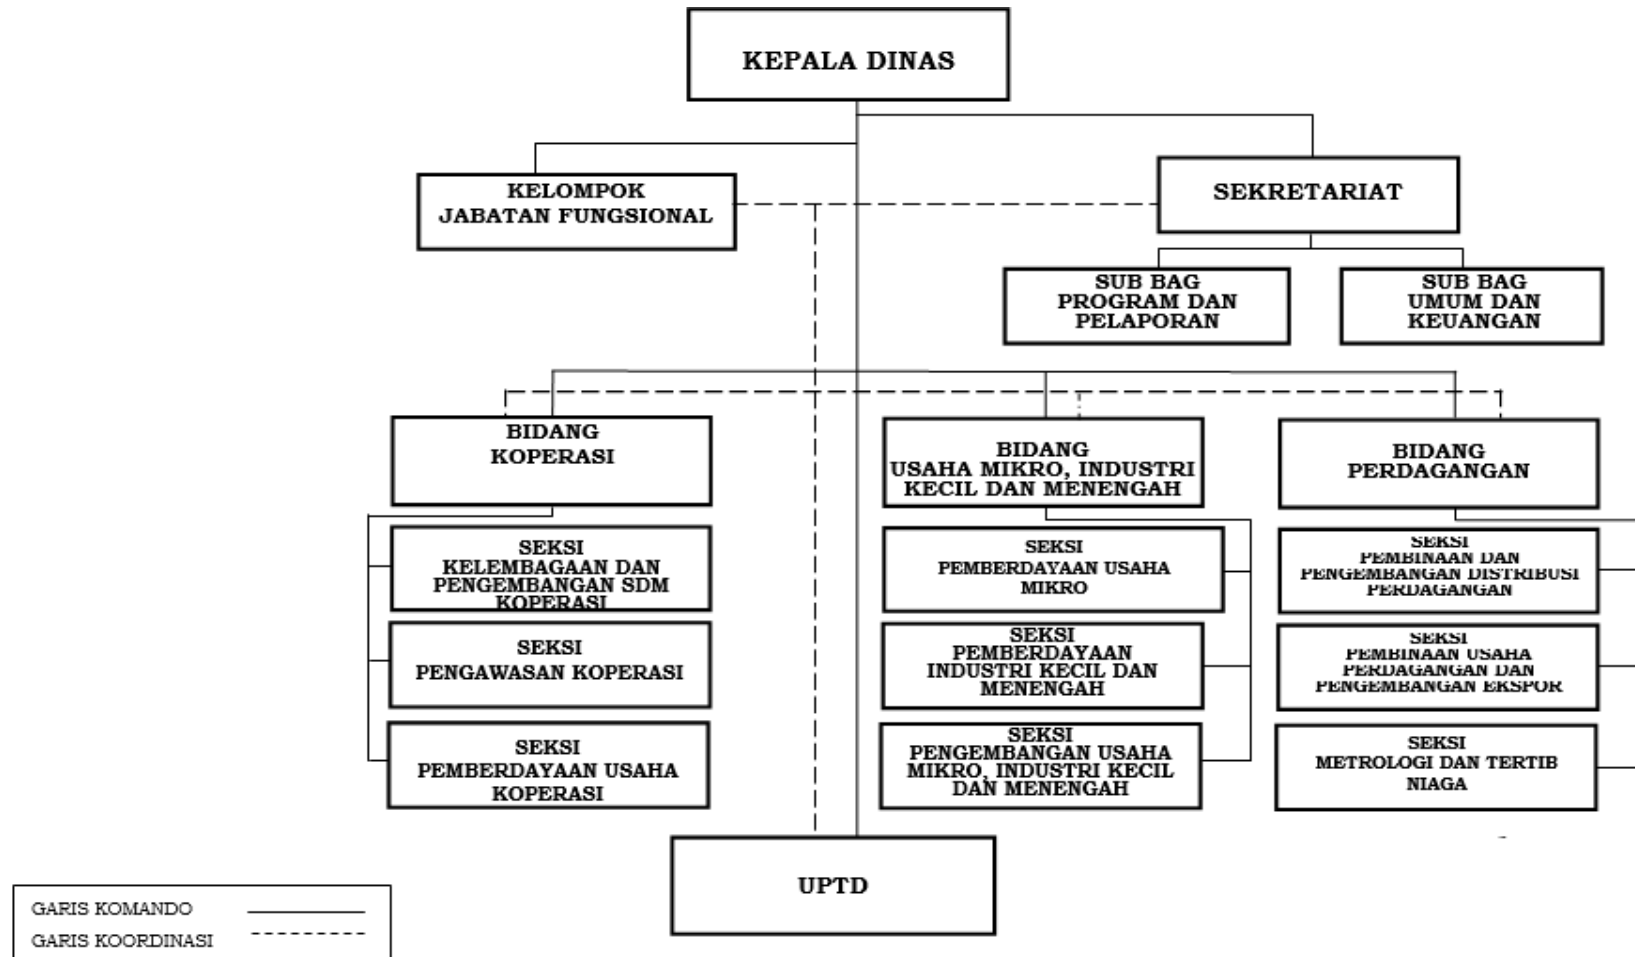 KEPALA DINAS
KELOMPOK
JABATAN FUNGSIONAL
SEKRETARIAT
SUB BAG
PROGRAM DAN
PELAPORAN
SUB BAG
UMUM DAN
KEUANGAN
BIDANG
KOPERASI
BIDANG
USAHA MIKRO, INDUSTRI
KECIL DAN MENENGAH
BIDANG
PERDAGANGAN
SEKSI
KELEMBAGAAN DAN
PENGEMBANGAN SDM
KOPERASI
SEKSI
PEMBERDAYAAN USAHA
MIKRO
SEKSI
PEMBINAAN DAN
PENGEMBANGAN DISTRIBUSI
PERDAGANGAN
SEKSI
PENGAWASAN KOPERASI
SEKSI
PEMBERDAYAAN
INDUSTRI KECIL DAN
MENENGAH
SEKSI
PEMBINAAN USAHA
PERDAGANGAN DAN
PENGEMBANGAN EKSPOR
SEKSI
PEMBERDAYAAN USAHA
KOPERASI
SEKSI
PENGEMBANGAN USAHA
MIKRO, INDUSTRI KECIL
DAN MENENGAH
SEKSI
METROLOGI DAN TERTIB
NIAGA
UPTD
GARIS KOMANDO
GARIS KOORDINASI